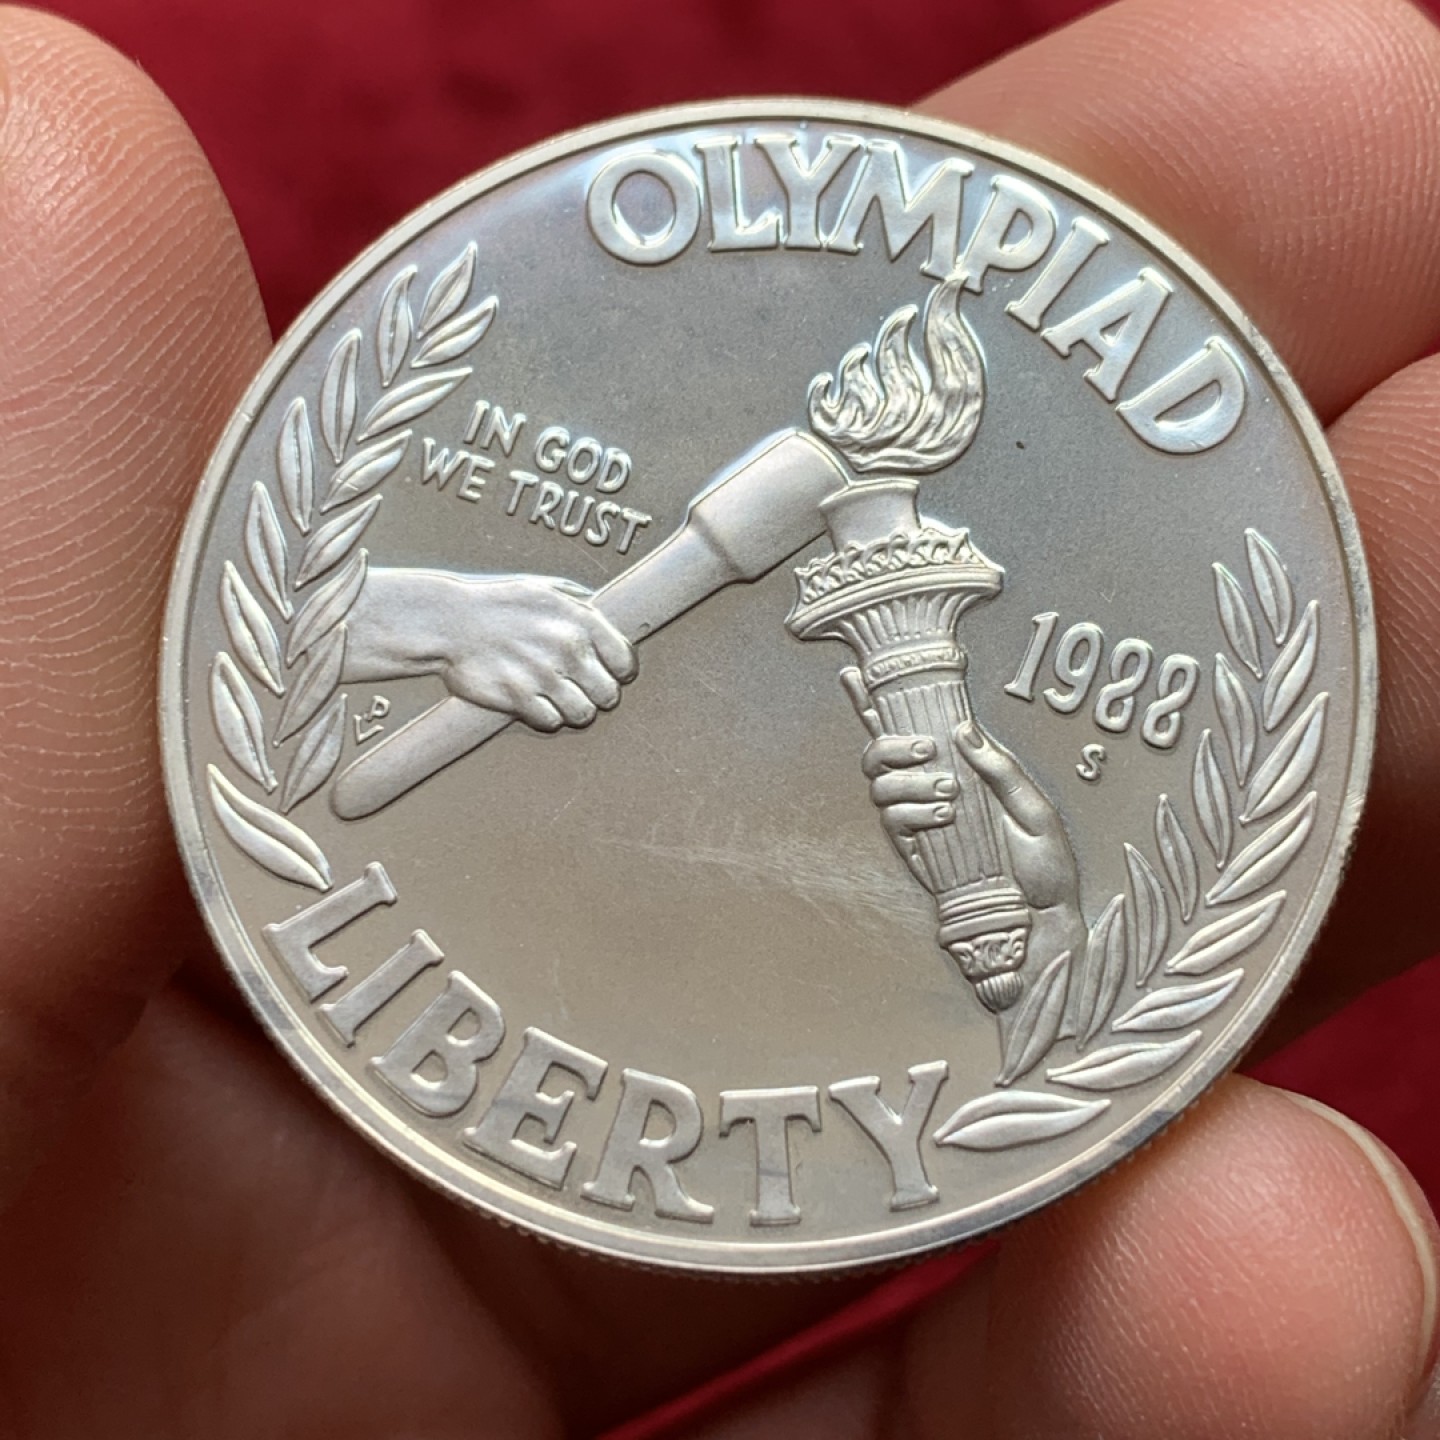 OLYMPIAD
IN GOD
WE TRUST
1988
S
LIBERTY